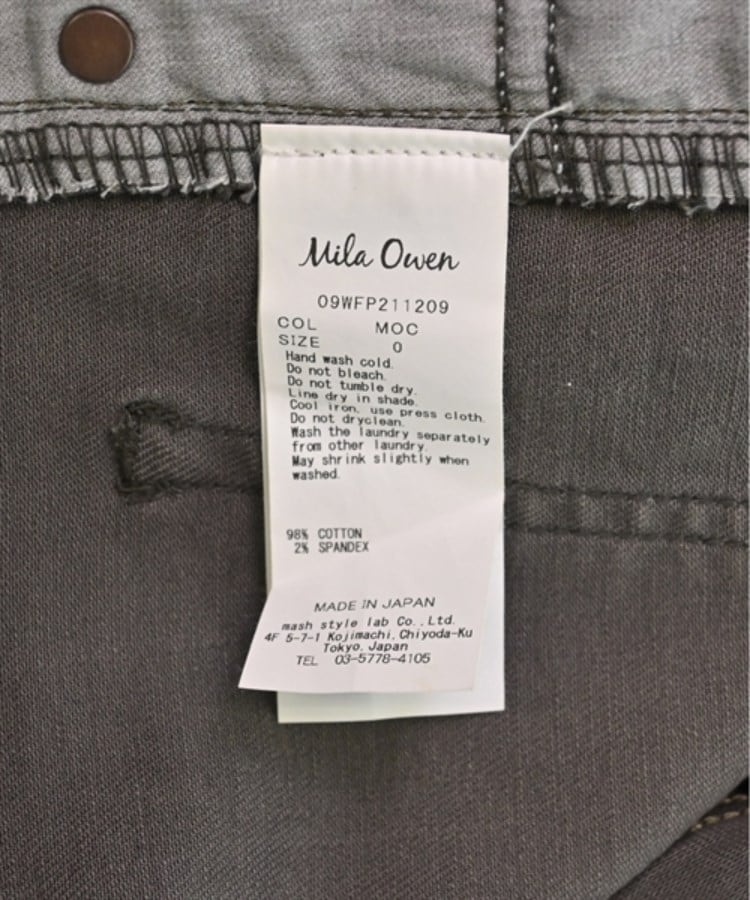 Mila Owen
09WFP211209
COL MOC
SIZE 0
Hand wash cold.
Do not bleach.
Do not tumble dry.
Line dry in shade.
Cool iron, use press cloth.
Do not dryclean.
Wash the laundry separately
from other laundry.
May shrink slightly when
washed.
98% COTTON
2% SPANDEX
MADE IN JAPAN
mash style lab Co.,Ltd.
4F 5-7-1 Kojimachi, Chiyoda-Ku
Tokyo, Japan
TEL 03-5778-4105